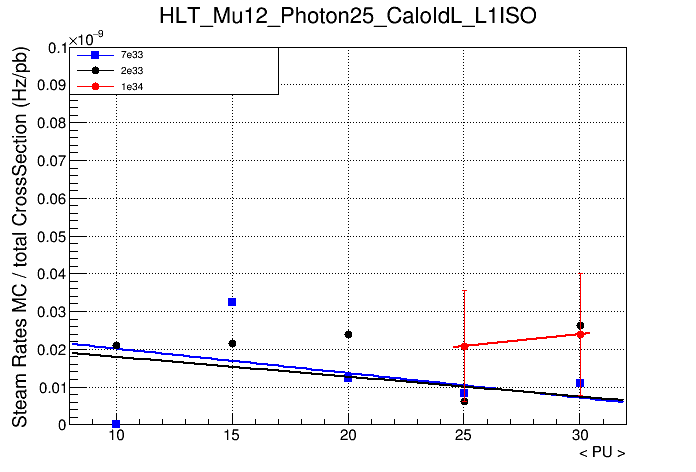 HLT_Mu12_Photon25_CaloIdL_L1ISO
×10⁻⁹
0.1
0.09
0.08
0.07
0.06
0.05
0.04
0.03
0.02
0.01
0
7e33
2e33
1e34
Steam Rates MC / total CrossSection (Hz/pb)
10 15 20 25 30
< PU >